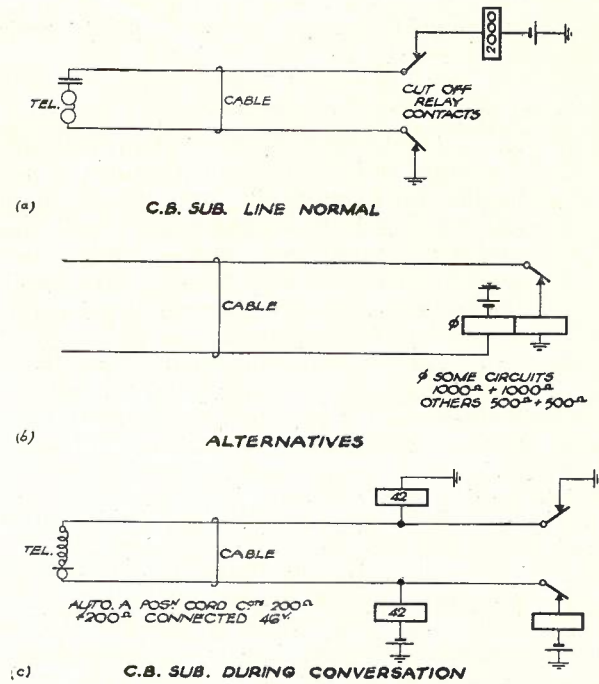 2000
TEL.
CABLE
CUT OFF
RELAY
CONTACTS
(a)
C.B. SUB. LINE NORMAL
CABLE
ϕ
ϕ SOME CIRCUITS
1000Ω + 1000Ω
OTHERS 500Ω + 500Ω
(b)
ALTERNATIVES
42
TEL.
CABLE
AUTO. A POSN CORD CCTS 200Ω
+200Ω CONNECTED 46V.
42
(c)
C.B. SUB. DURING CONVERSATION